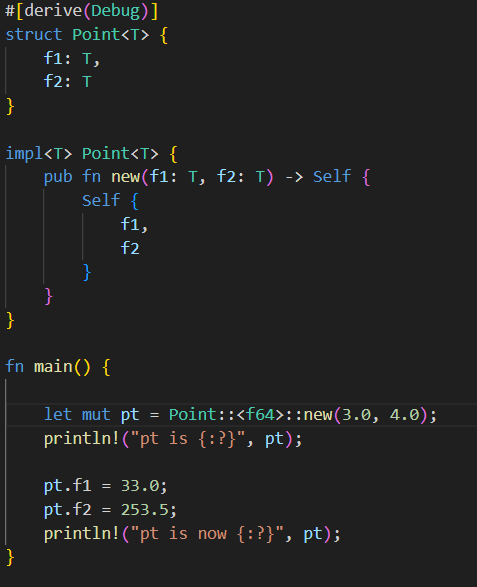 #[derive(Debug)]
struct Point<T> {
    f1: T,
    f2: T
}

impl<T> Point<T> {
    pub fn new(f1: T, f2: T) -> Self {
        Self {
            f1,
            f2
        }
    }
}

fn main() {

    let mut pt = Point::<f64>::new(3.0, 4.0);
    println!("pt is {:?}", pt);

    pt.f1 = 33.0;
    pt.f2 = 253.5;
    println!("pt is now {:?}", pt);
}